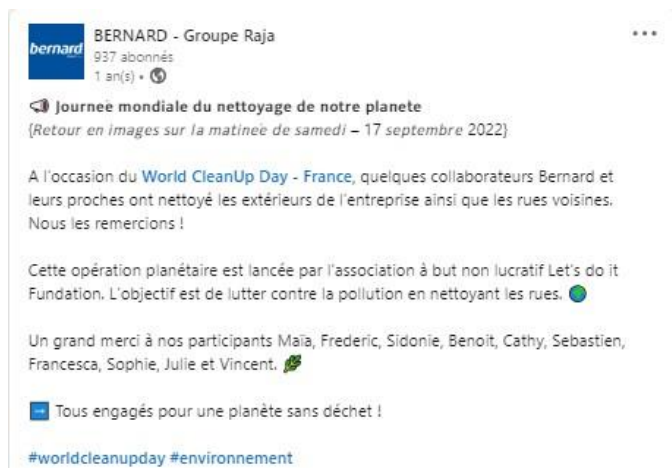 bernard
BERNARD - Groupe Raja
937 abonnés
1 an(s) •
Journée mondiale du nettoyage de notre planete
{Retour en images sur la matinée de samedi – 17 septembre 2022}
A l'occasion du World CleanUp Day - France, quelques collaborateurs Bernard et
leurs proches ont nettoyé les extérieurs de l'entreprise ainsi que les rues voisines.
Nous les remercions !
Cette opération planétaire est lancée par l'association à but non lucratif Let's do it
Fundation. L'objectif est de lutter contre la pollution en nettoyant les rues.
Un grand merci à nos participants Maïa, Frederic, Sidonie, Benoit, Cathy, Sebastien,
Francesca, Sophie, Julie et Vincent.
Tous engagés pour une planète sans déchet !
#worldcleanupday #environnement